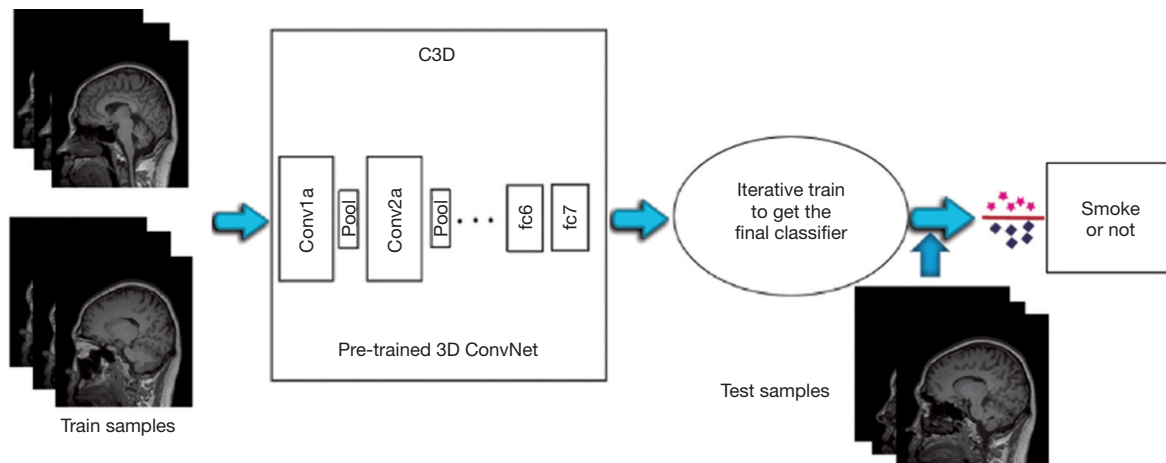 C3D
Conv1a
Pool
Conv2a
Pool
fc6
fc7
Pre-trained 3D ConvNet
Train samples
Iterative train
to get the
final classifier
Smoke
or not
Test samples